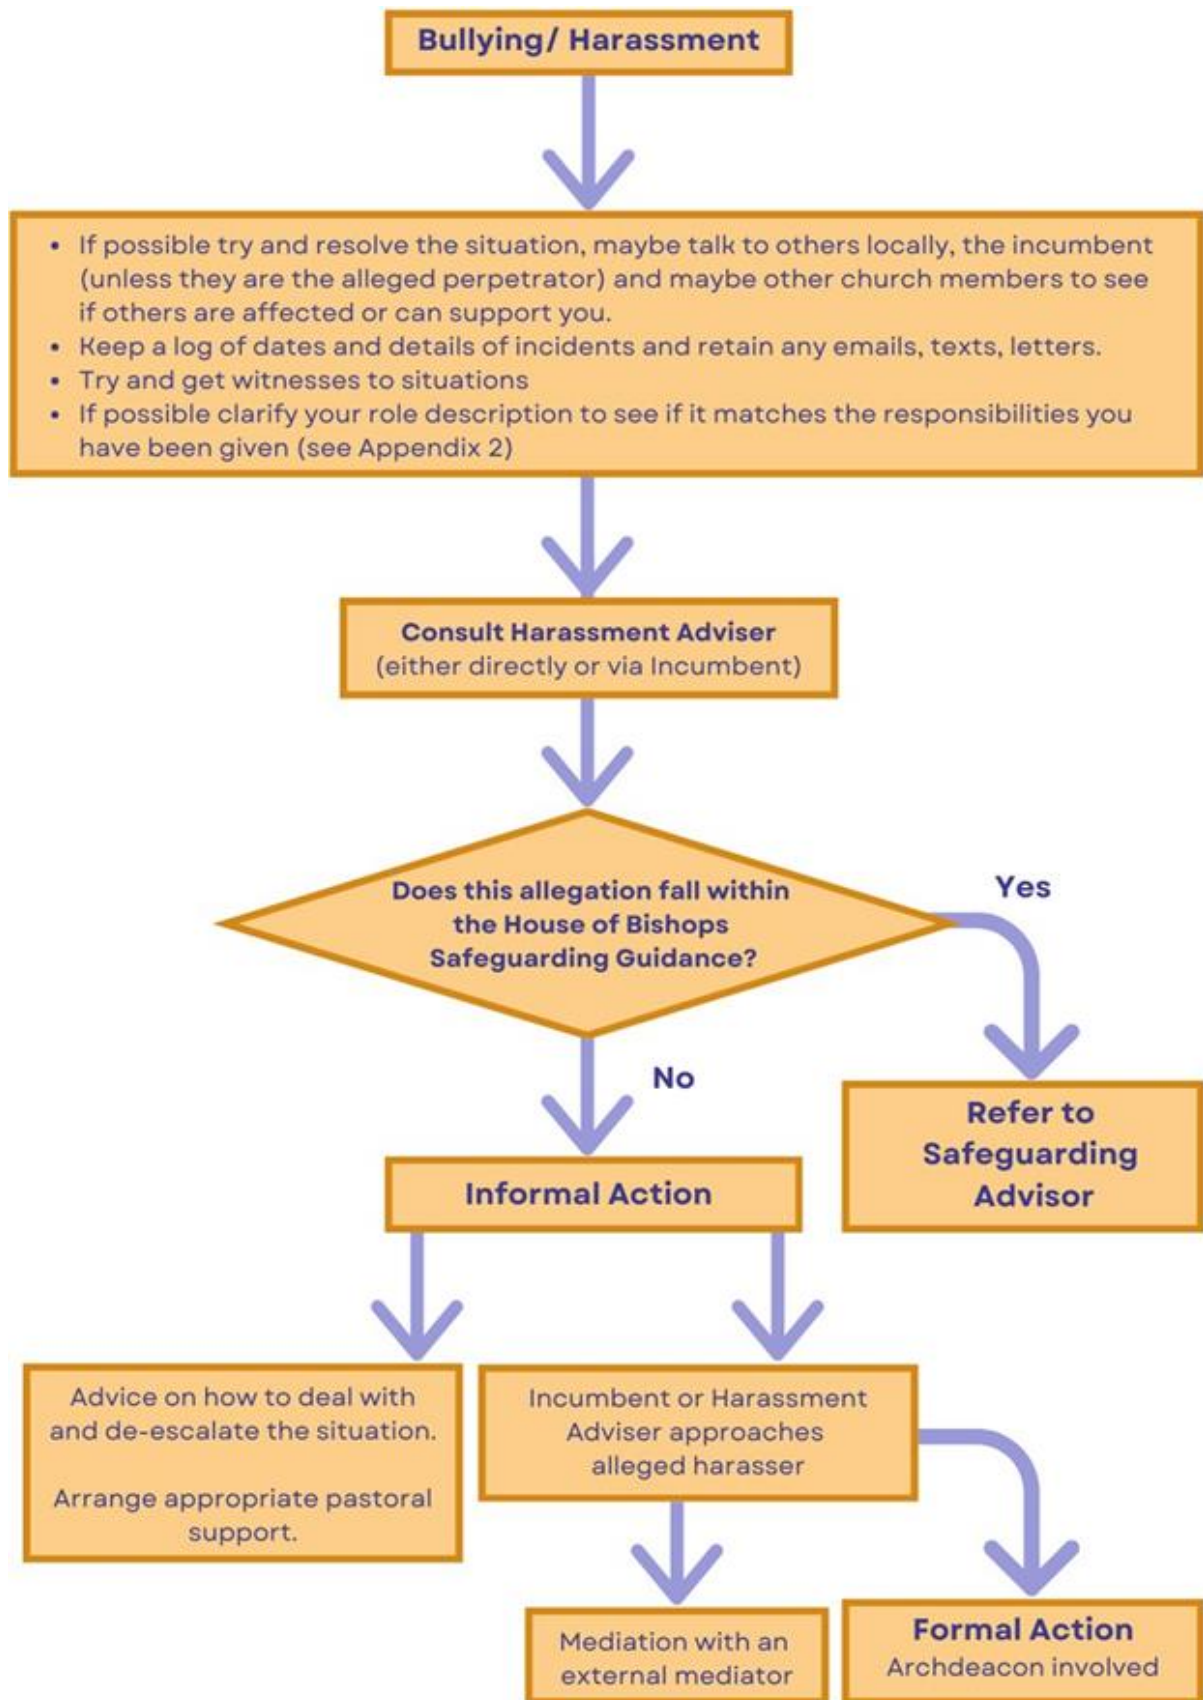 Bullying/ Harassment
• If possible try and resolve the situation, maybe talk to others locally, the incumbent
(unless they are the alleged perpetrator) and maybe other church members to see
if others are affected or can support you.
• Keep a log of dates and details of incidents and retain any emails, texts, letters.
• Try and get witnesses to situations
• If possible clarify your role description to see if it matches the responsibilities you
have been given (see Appendix 2)
Consult Harassment Adviser
(either directly or via Incumbent)
Does this allegation fall within
the House of Bishops
Safeguarding Guidance?
Yes
No
Refer to
Safeguarding
Advisor
Informal Action
Advice on how to deal with
and de-escalate the situation.
Arrange appropriate pastoral
support.
Incumbent or Harassment
Adviser approaches
alleged harasser
Mediation with an
external mediator
Formal Action
Archdeacon involved